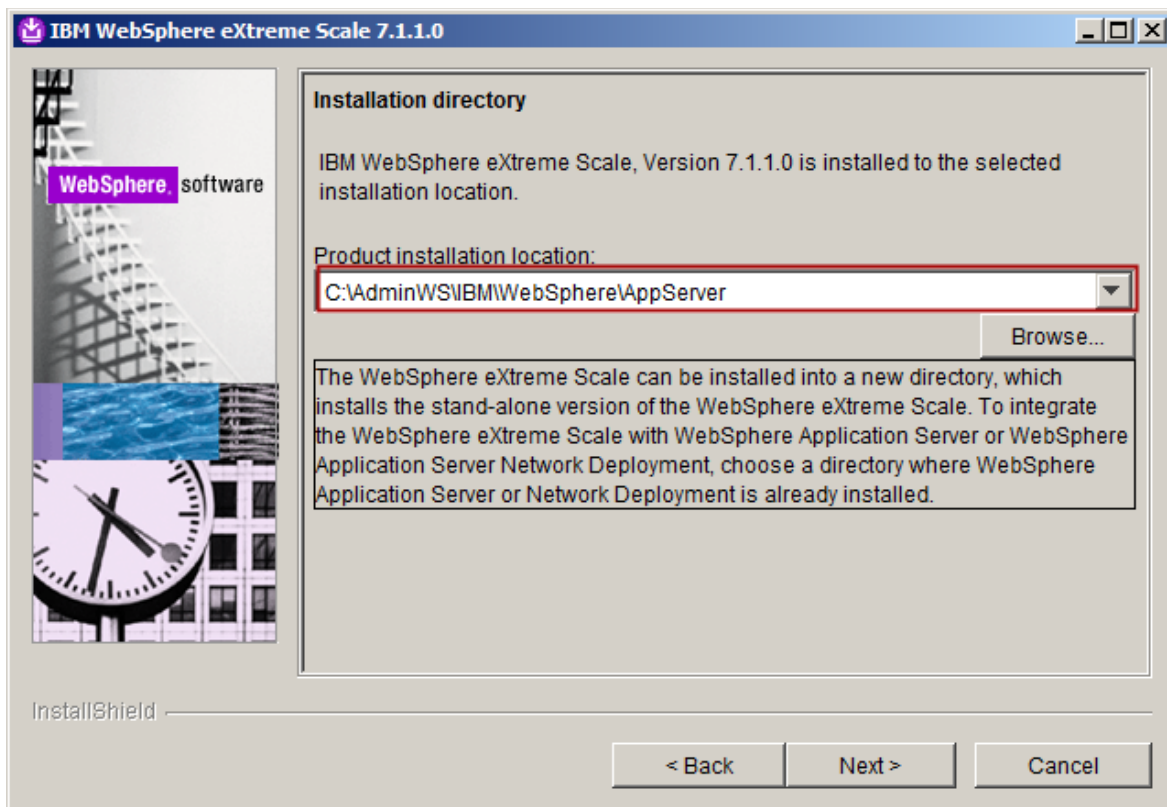 IBM WebSphere eXtreme Scale 7.1.1.0
WebSphere. software
Installation directory
IBM WebSphere eXtreme Scale, Version 7.1.1.0 is installed to the selected
installation location.
Product installation location:
C:\AdminWS\IBM\WebSphere\AppServer
Browse...
The WebSphere eXtreme Scale can be installed into a new directory, which
installs the stand-alone version of the WebSphere eXtreme Scale. To integrate
the WebSphere eXtreme Scale with WebSphere Application Server or WebSphere
Application Server Network Deployment, choose a directory where WebSphere
Application Server or Network Deployment is already installed.
InstallShield
< Back
Next >
Cancel